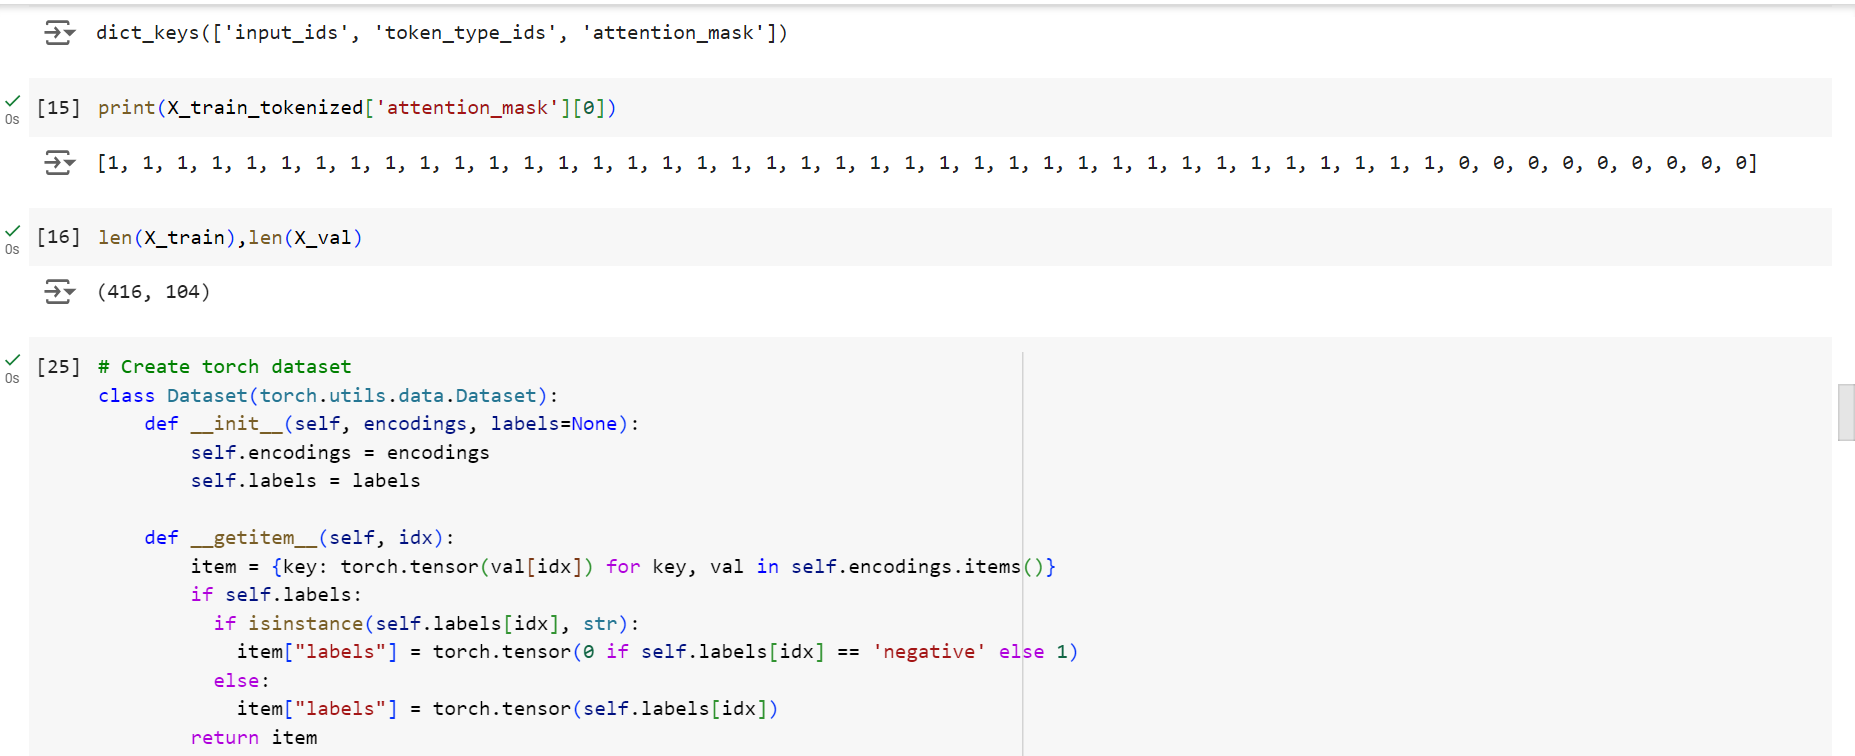 dict_keys(['input_ids', 'token_type_ids', 'attention_mask'])
0s [15] print(X_train_tokenized['attention_mask'][0])
[1, 1, 1, 1, 1, 1, 1, 1, 1, 1, 1, 1, 1, 1, 1, 1, 1, 1, 1, 1, 1, 1, 1, 1, 1, 1, 1, 1, 1, 1, 1, 1, 1, 1, 1, 1, 1, 1, 1, 0, 0, 0, 0, 0, 0, 0, 0, 0]
0s [16] len(X_train),len(X_val)
(416, 104)
0s [25] # Create torch dataset
class Dataset(torch.utils.data.Dataset):
    def __init__(self, encodings, labels=None):
        self.encodings = encodings
        self.labels = labels
    def __getitem__(self, idx):
        item = {key: torch.tensor(val[idx]) for key, val in self.encodings.items()}
        if self.labels:
          if isinstance(self.labels[idx], str):
            item["labels"] = torch.tensor(0 if self.labels[idx] == 'negative' else 1)
          else:
            item["labels"] = torch.tensor(self.labels[idx])
        return item